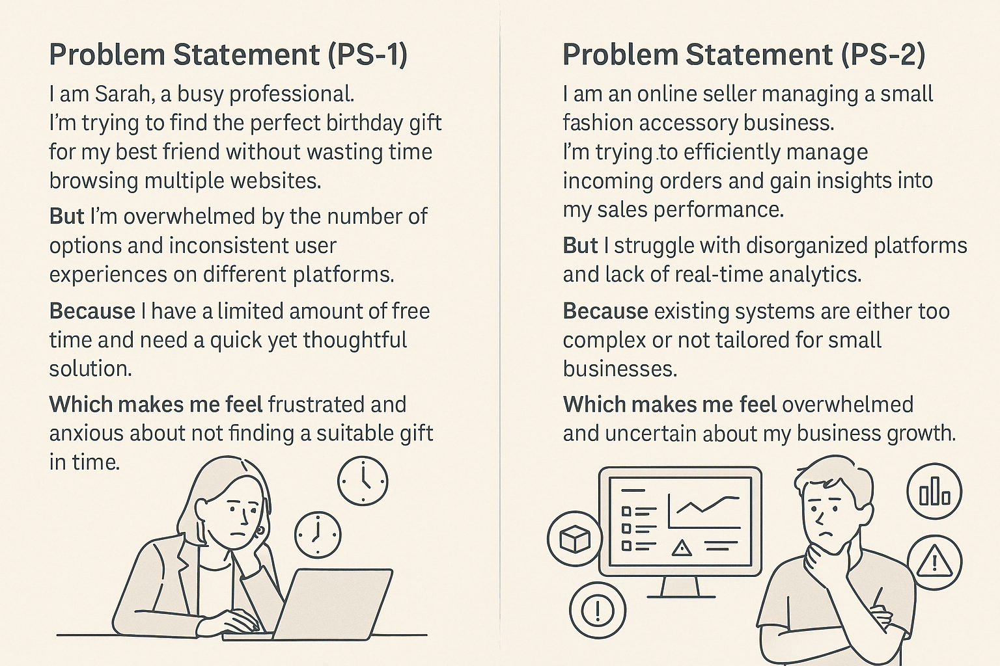 Problem Statement (PS-1)
I am Sarah, a busy professional.
I'm trying to find the perfect birthday gift
for my best friend without wasting time
browsing multiple websites.
But I'm overwhelmed by the number of
options and inconsistent user
experiences on different platforms.
Because I have a limited amount of free
time and need a quick yet thoughtful
solution.
Which makes me feel frustrated and
anxious about not finding a suitable gift
in time.
Problem Statement (PS-2)
I am an online seller managing a small
fashion accessory business.
I'm trying .to efficiently manage
incoming orders and gain insights into
my sales performance.
But I struggle with disorganized platforms
and lack of real-time analytics.
Because existing systems are either too
complex or not tailored for small
businesses.
Which makes me feel overwhelmed
and uncertain about my business growth.